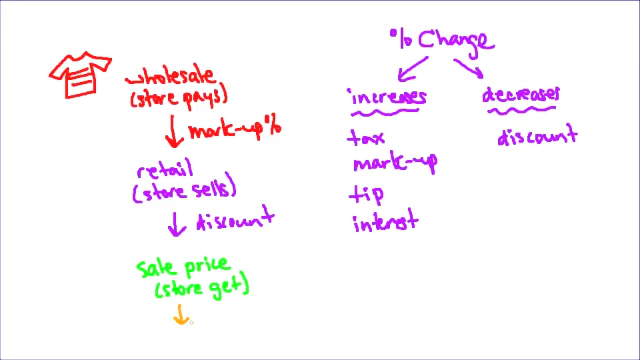 wholesale
(store pays)
mark-up%
retail
(store sells)
discount
sale price
(store get)
% Change
increases
tax
mark-up
tip
interest
decreases
discount